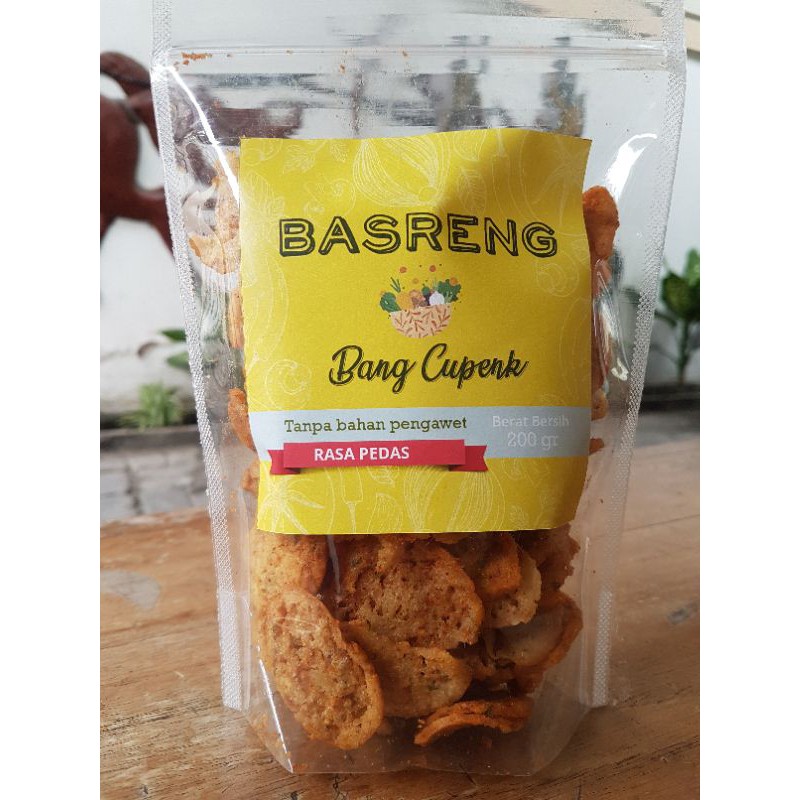 BASRENG
Bang Cupenk
Tanpa bahan pengawet
Berat Bersih
200 gr
RASA PEDAS